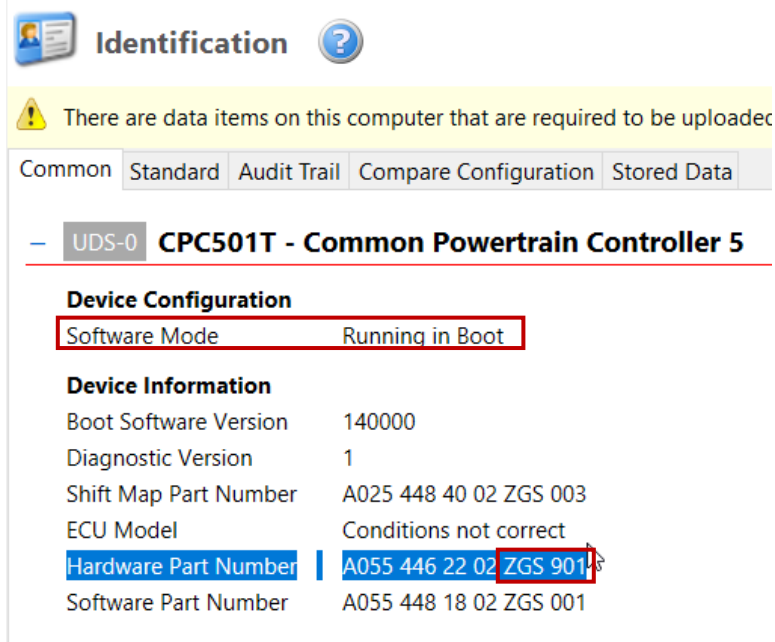 Identification ?
There are data items on this computer that are required to be uploaded
Common Standard Audit Trail Compare Configuration Stored Data
UDS-0 CPC501T - Common Powertrain Controller 5
Device Configuration
Software Mode Running in Boot
Device Information
Boot Software Version 140000
Diagnostic Version 1
Shift Map Part Number A025 448 40 02 ZGS 003
ECU Model Conditions not correct
Hardware Part Number A055 446 22 02 ZGS 901
Software Part Number A055 448 18 02 ZGS 001